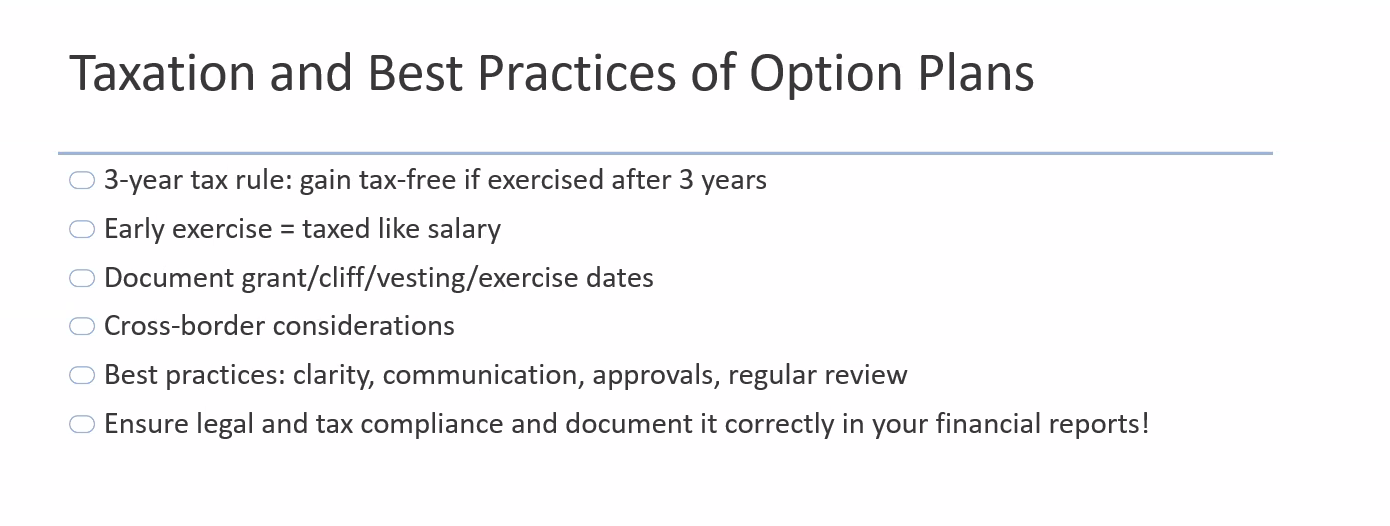 Taxation and Best Practices of Option Plans
3-year tax rule: gain tax-free if exercised after 3 years
Early exercise = taxed like salary
Document grant/cliff/vesting/exercise dates
Cross-border considerations
Best practices: clarity, communication, approvals, regular review
Ensure legal and tax compliance and document it correctly in your financial reports!